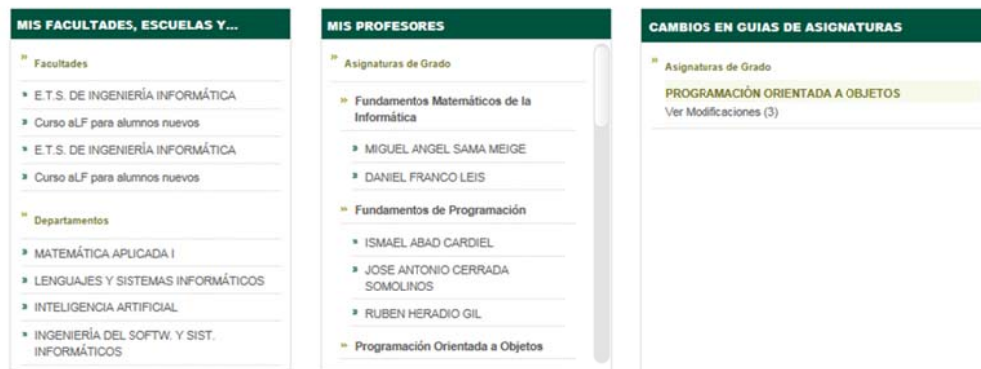 MIS FACULTADES, ESCUELAS Y...
Facultades
E.T.S. DE INGENIERÍA INFORMÁTICA
Curso aLF para alumnos nuevos
E.T.S. DE INGENIERÍA INFORMÁTICA
Curso aLF para alumnos nuevos
Departamentos
MATEMÁTICA APLICADA I
LENGUAJES Y SISTEMAS INFORMÁTICOS
INTELIGENCIA ARTIFICIAL
INGENIERÍA DEL SOFTW. Y SIST.
INFORMÁTICOS
MIS PROFESORES
Asignaturas de Grado
Fundamentos Matemáticos de la
Informática
MIGUEL ANGEL SAMA MEIGE
DANIEL FRANCO LEIS
Fundamentos de Programación
ISMAEL ABAD CARDIEL
JOSE ANTONIO CERRADA
SOMOLINOS
RUBEN HERADIO GIL
Programación Orientada a Objetos
CAMBIOS EN GUIAS DE ASIGNATURAS
Asignaturas de Grado
PROGRAMACIÓN ORIENTADA A OBJETOS
Ver Modificaciones (3)